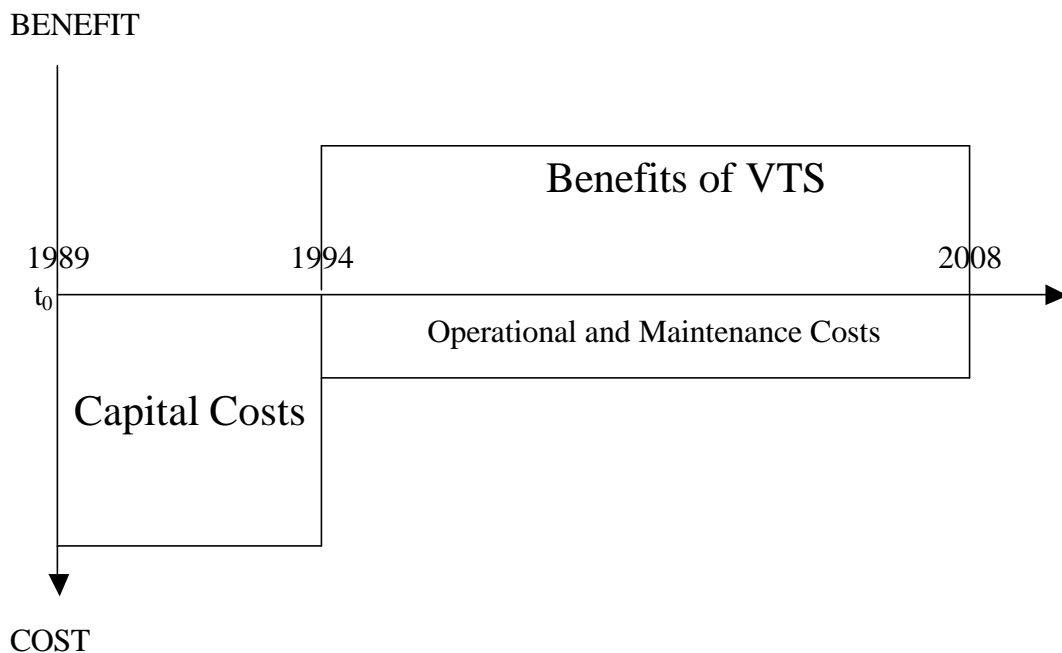 BENEFIT
Benefits of VTS
1989
1994
2008
t₀
Operational and Maintenance Costs
Capital Costs
COST